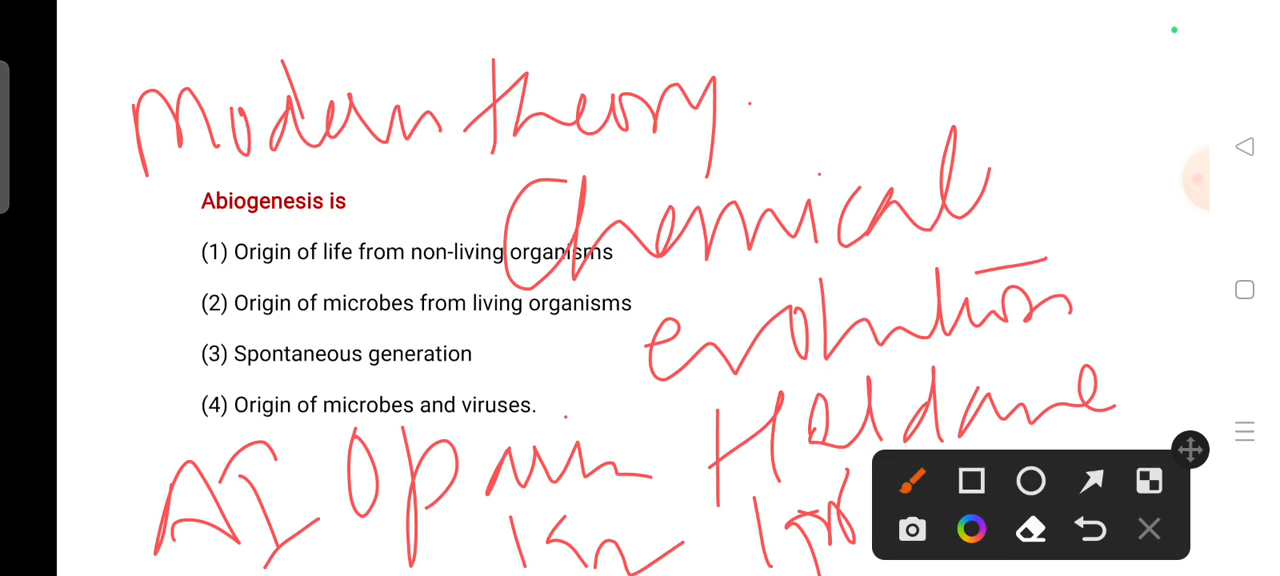 Modern theory.
Abiogenesis is
Chemical
(1) Origin of life from non-living organisms
(2) Origin of microbes from living organisms
evolution
(3) Spontaneous generation
(4) Origin of microbes and viruses.
Haldane
AI Oparin